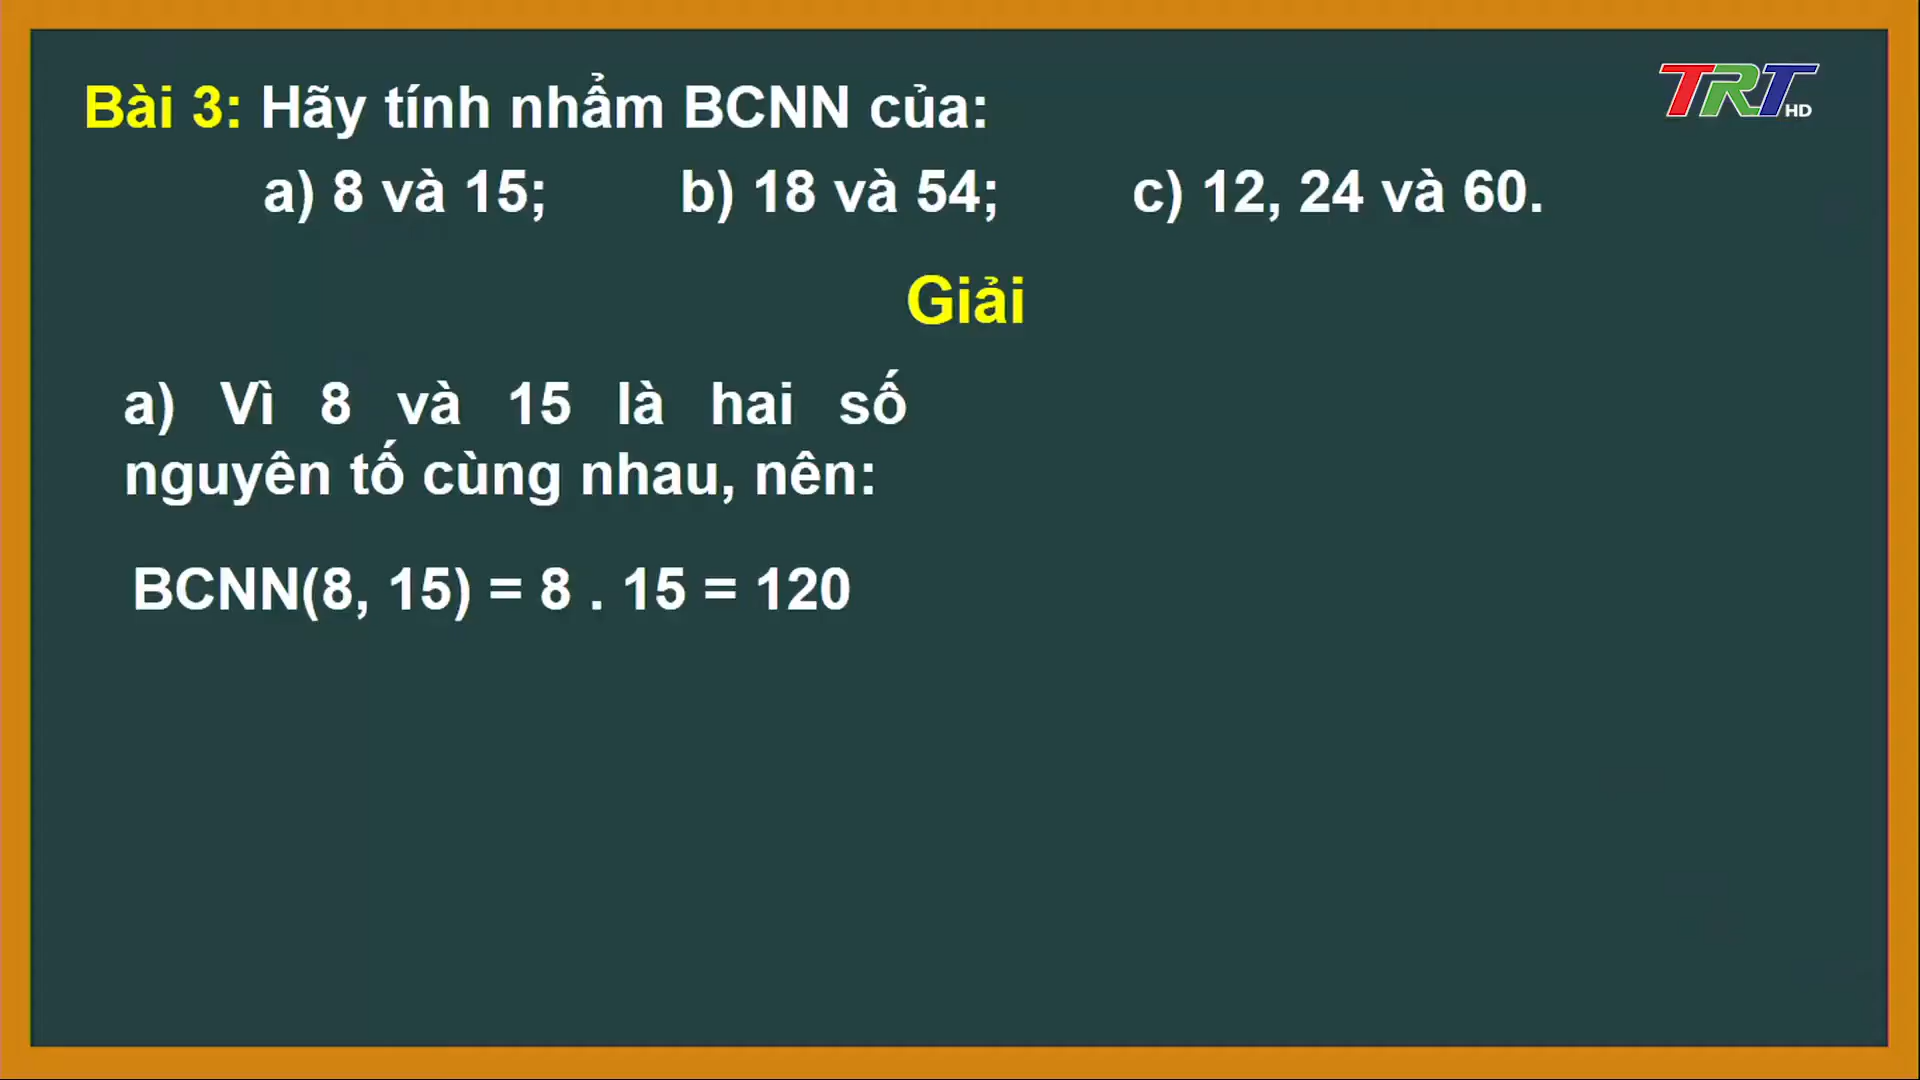 Bài 3: Hãy tính nhẩm BCNN của:
a) 8 và 15; b) 18 và 54; c) 12, 24 và 60.
TRT HD
Giải
a) Vì 8 và 15 là hai số
nguyên tố cùng nhau, nên:
BCNN(8, 15) = 8 . 15 = 120